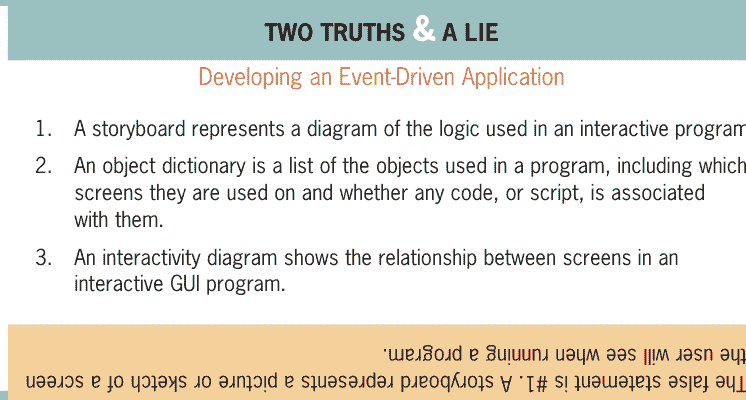 TWO TRUTHS & A LIE
Developing an Event-Driven Application
1. A storyboard represents a diagram of the logic used in an interactive program
2. An object dictionary is a list of the objects used in a program, including which
screens they are used on and whether any code, or script, is associated
with them.
3. An interactivity diagram shows the relationship between screens in an
interactive GUI program.
The false statement is #1. A storyboard represents a picture or sketch of a screen
the user will see when running a program.